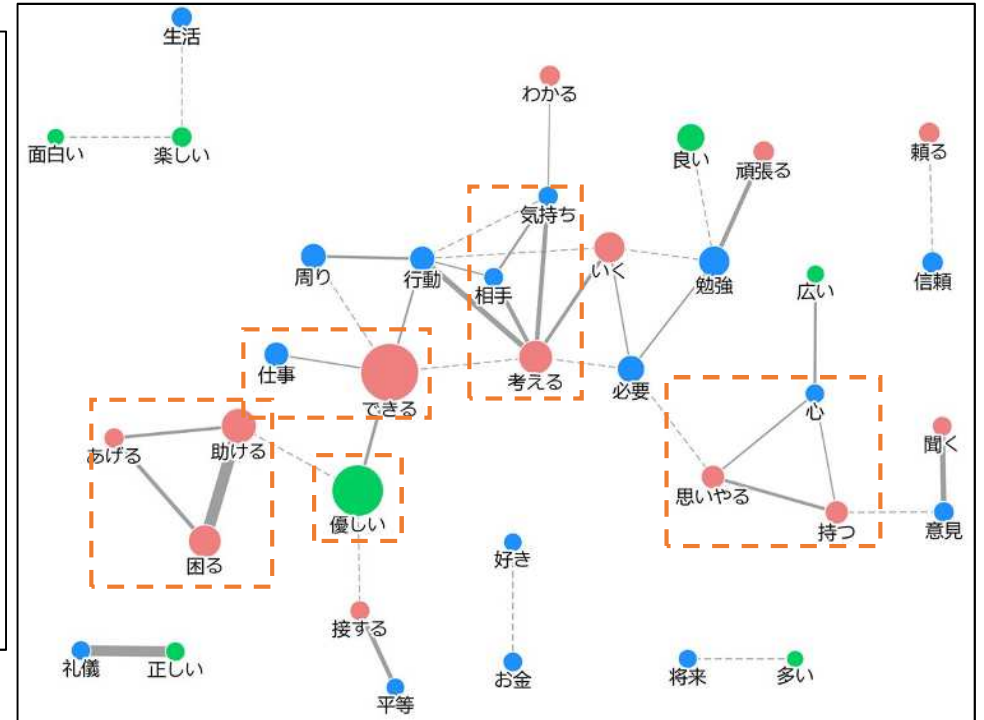 生活
面白い
楽しい
わかる
良い
頑張る
頼る
気持ち
周り
行動
相手
いく
勉強
広い
信頼
仕事
できる
考える
必要
心
あげる
助ける
聞く
思いやる
持つ
意見
優しい
困る
好き
接する
礼儀
正しい
お金
将来
多い
平等